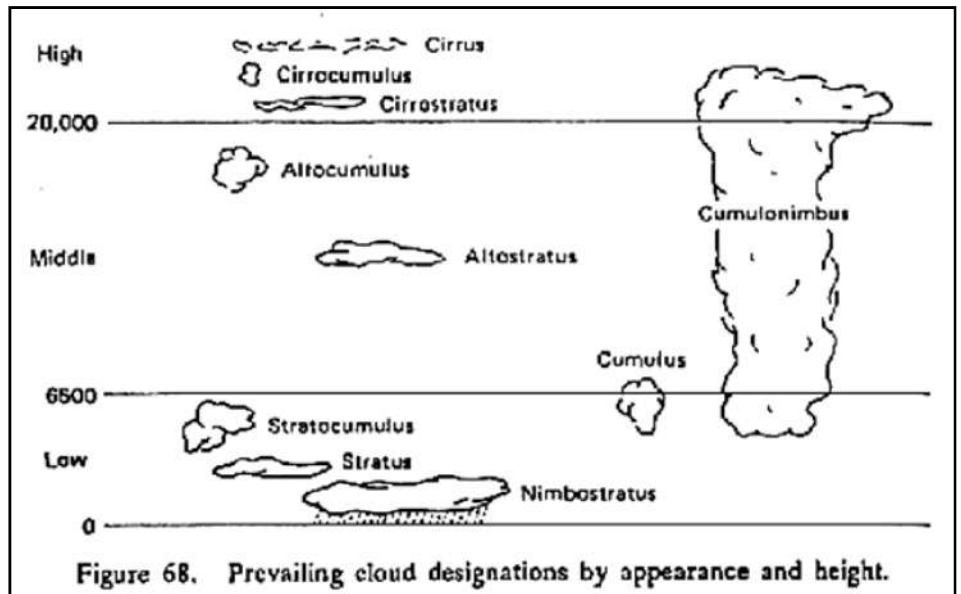 High
Cirrus
Cirrocumulus
Cirrostratus
20,000
Altocumulus
Cumulonimbus
Middle
Altostratus
Cumulus
6500
Stratocumulus
Low
Stratus
Nimbostratus
0
Figure 68. Prevailing cloud designations by appearance and height.